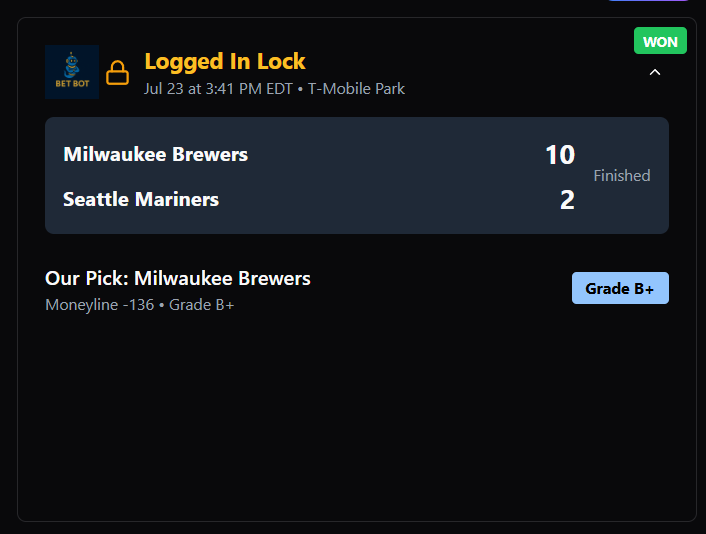 WON
BET BOT
Logged In Lock
Jul 23 at 3:41 PM EDT • T-Mobile Park
Milwaukee Brewers 10
Finished
Seattle Mariners 2
Our Pick: Milwaukee Brewers
Moneyline -136 • Grade B+
Grade B+